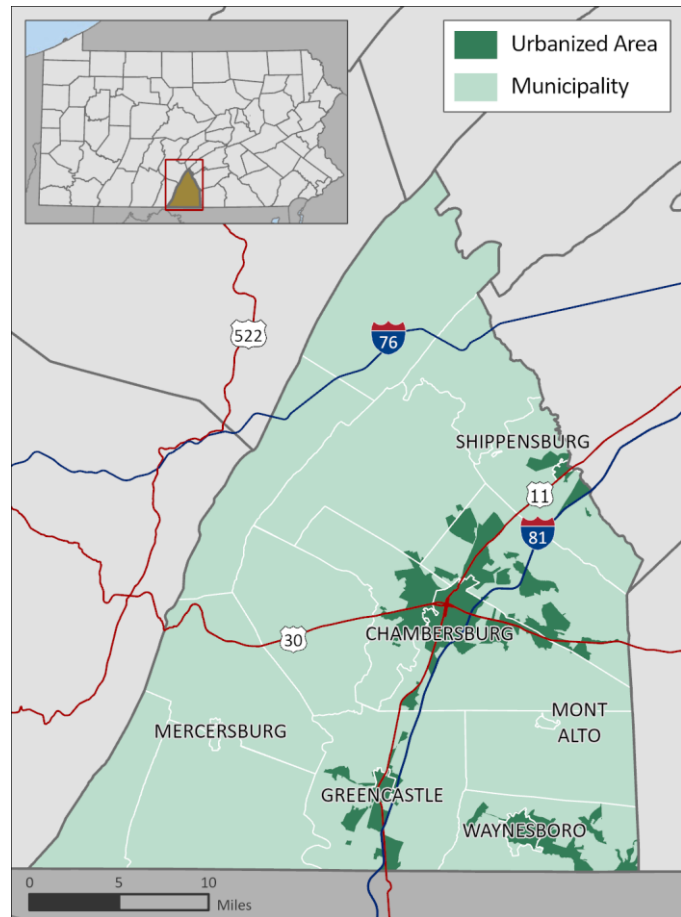 Urbanized Area
Municipality
522
76
SHIPPENSBURG
11
81
30
CHAMBERSBURG
MERCERSBURG
MONT
ALTO
GREENCASTLE
WAYNESBORO
0 5 10
Miles